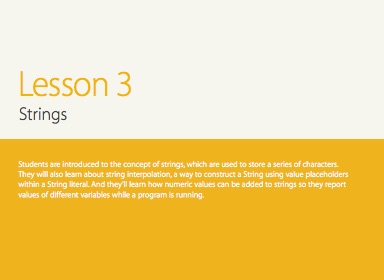 Lesson 3
Strings
Students are introduced to the concept of strings, which are used to store a series of characters.
They will also learn about string interpolation, a way to construct a String using value placeholders
within a String literal. And they'll learn how numeric values can be added to strings so they report
values of different variables while a program is running.